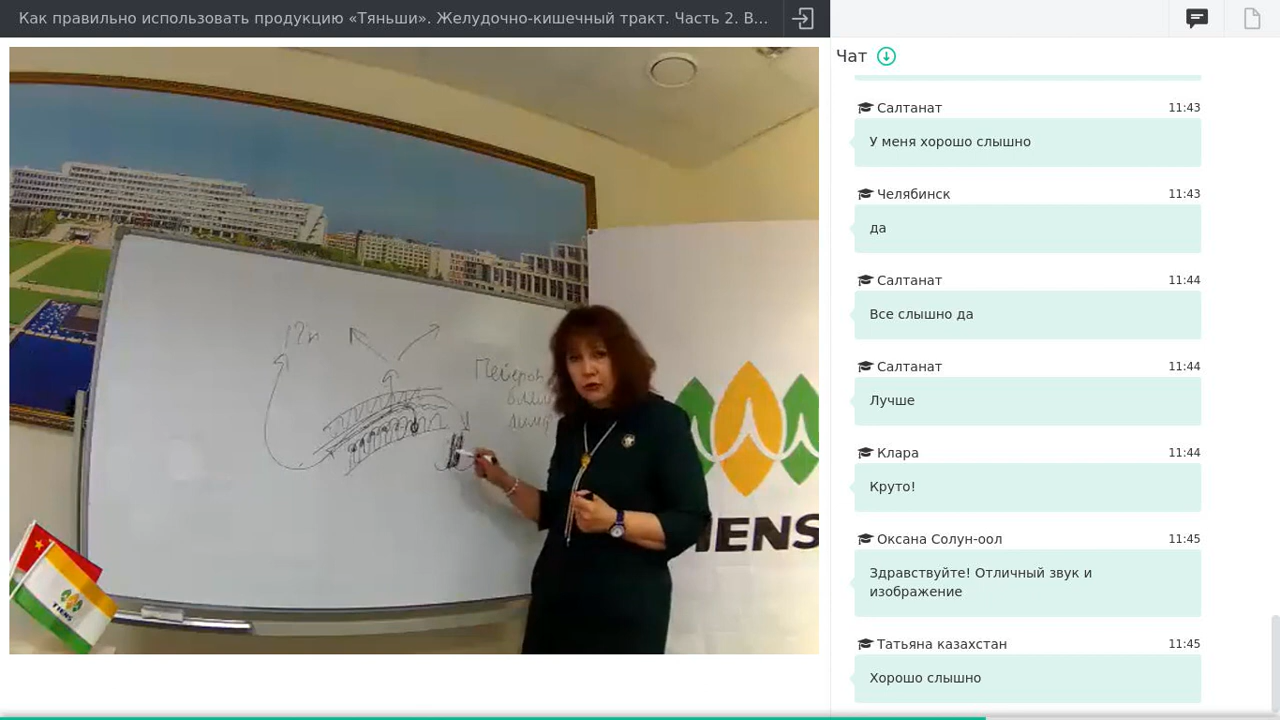 Как правильно использовать продукцию «Тяньши». Желудочно-кишечный тракт. Часть 2. В...
Чат
Салтанат 11:43
У меня хорошо слышно
Челябинск 11:43
да
Салтанат 11:44
Все слышно да
Салтанат 11:44
Лучше
Клара 11:44
Круто!
Оксана Солун-оол 11:45
Здравствуйте! Отличный звук и
изображение
Татьяна казахстан 11:45
Хорошо слышно
TIENS
TIENS